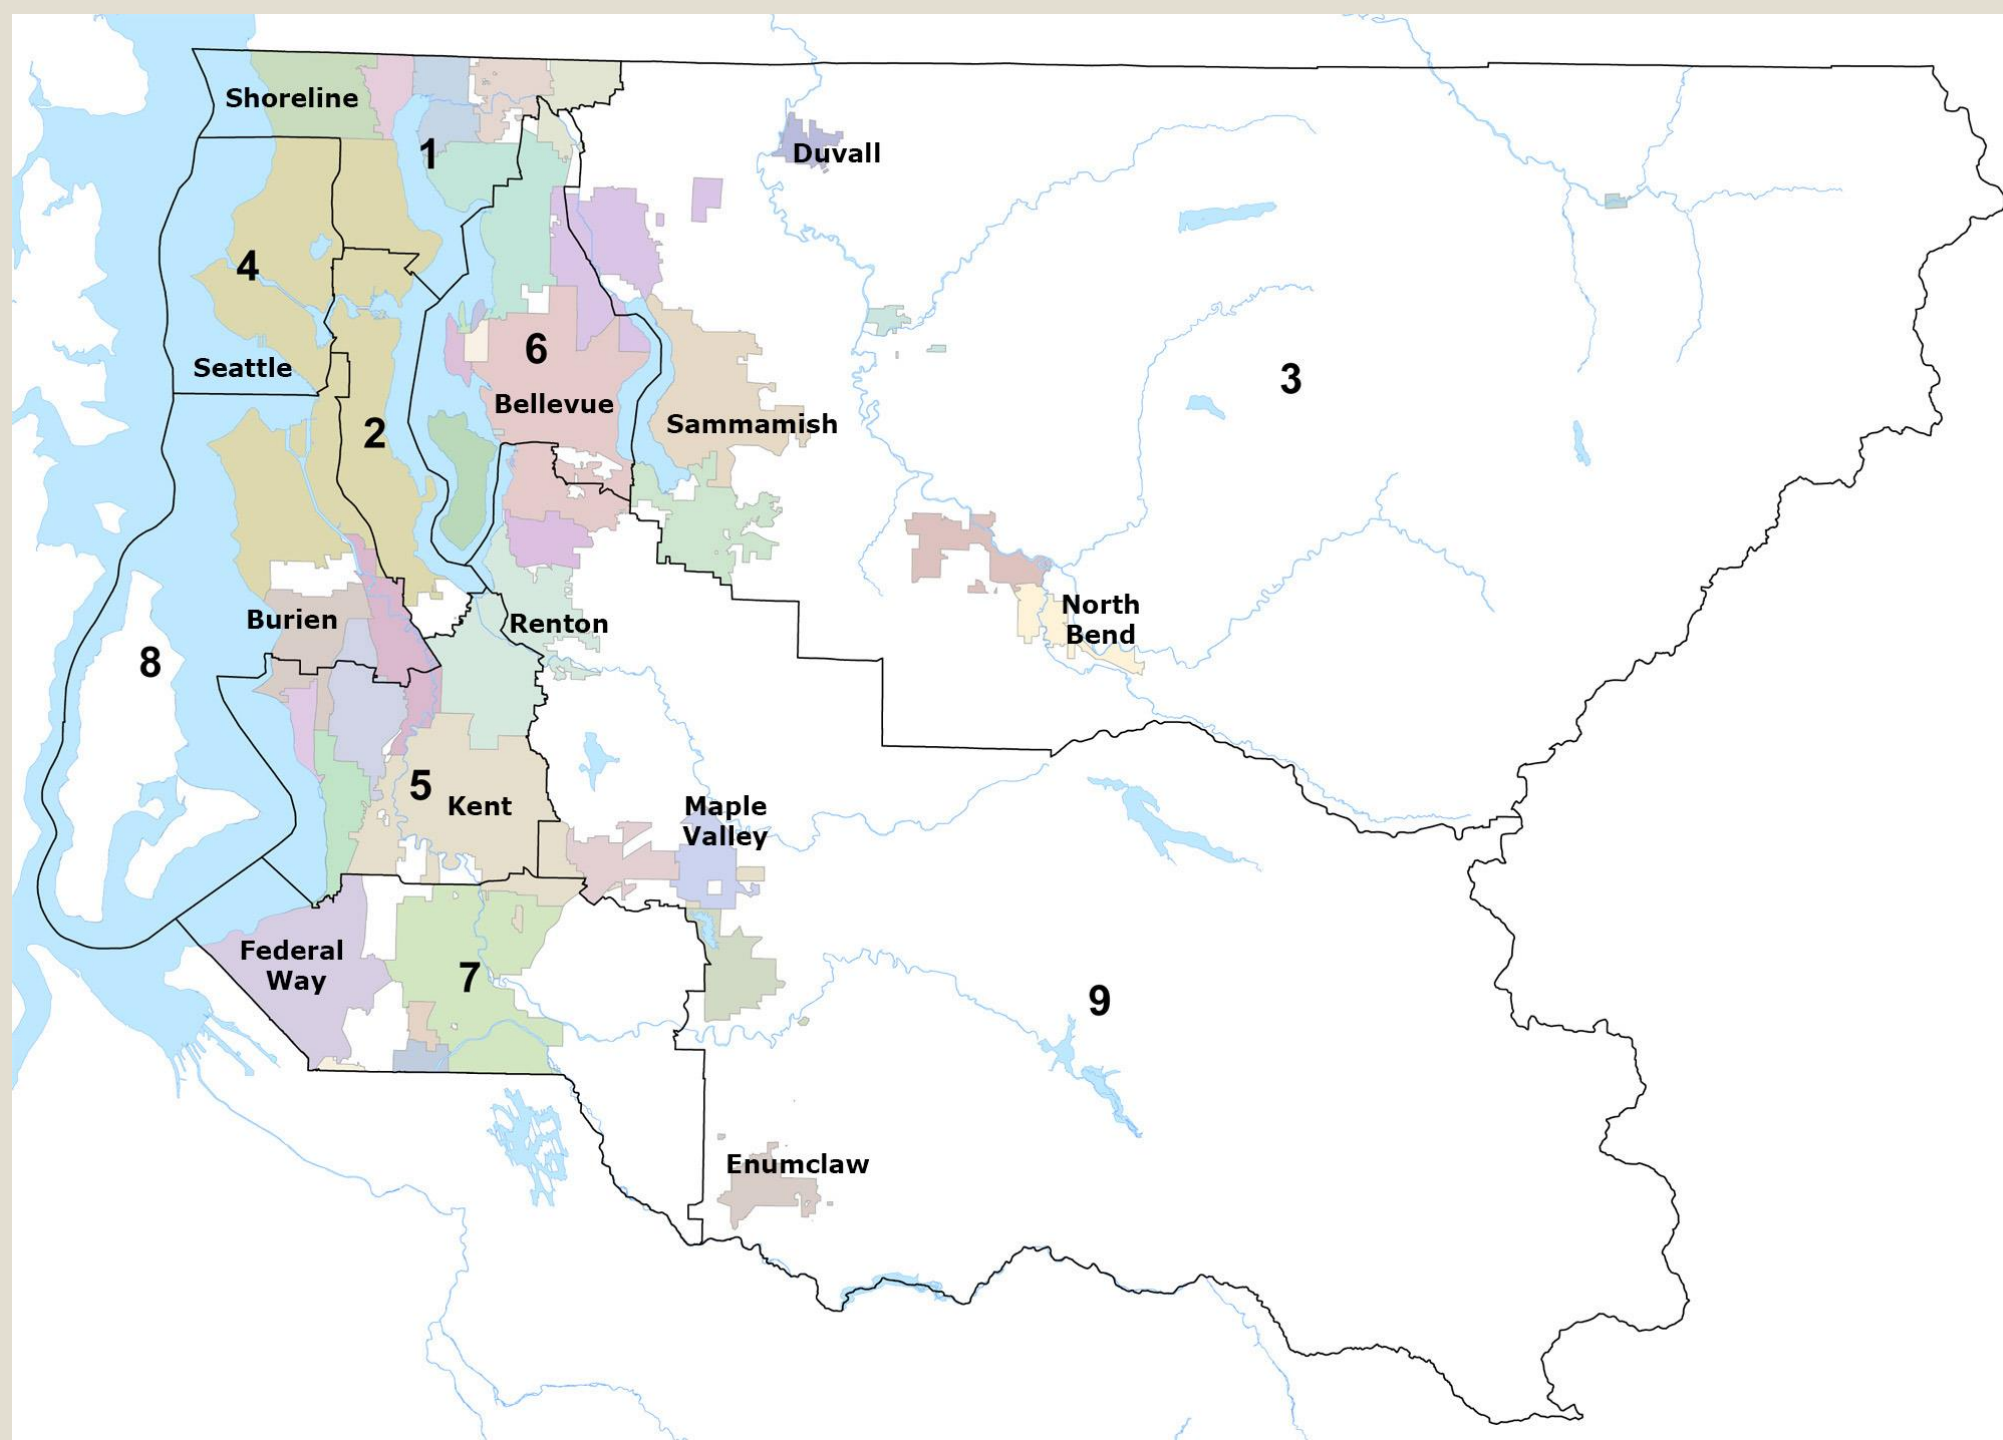 Shoreline
1
Duvall
4
6
Seattle
3
Bellevue
Sammamish
2
North
Bend
Burien
Renton
8
5
Kent
Maple
Valley
Federal
Way
7
9
Enumclaw